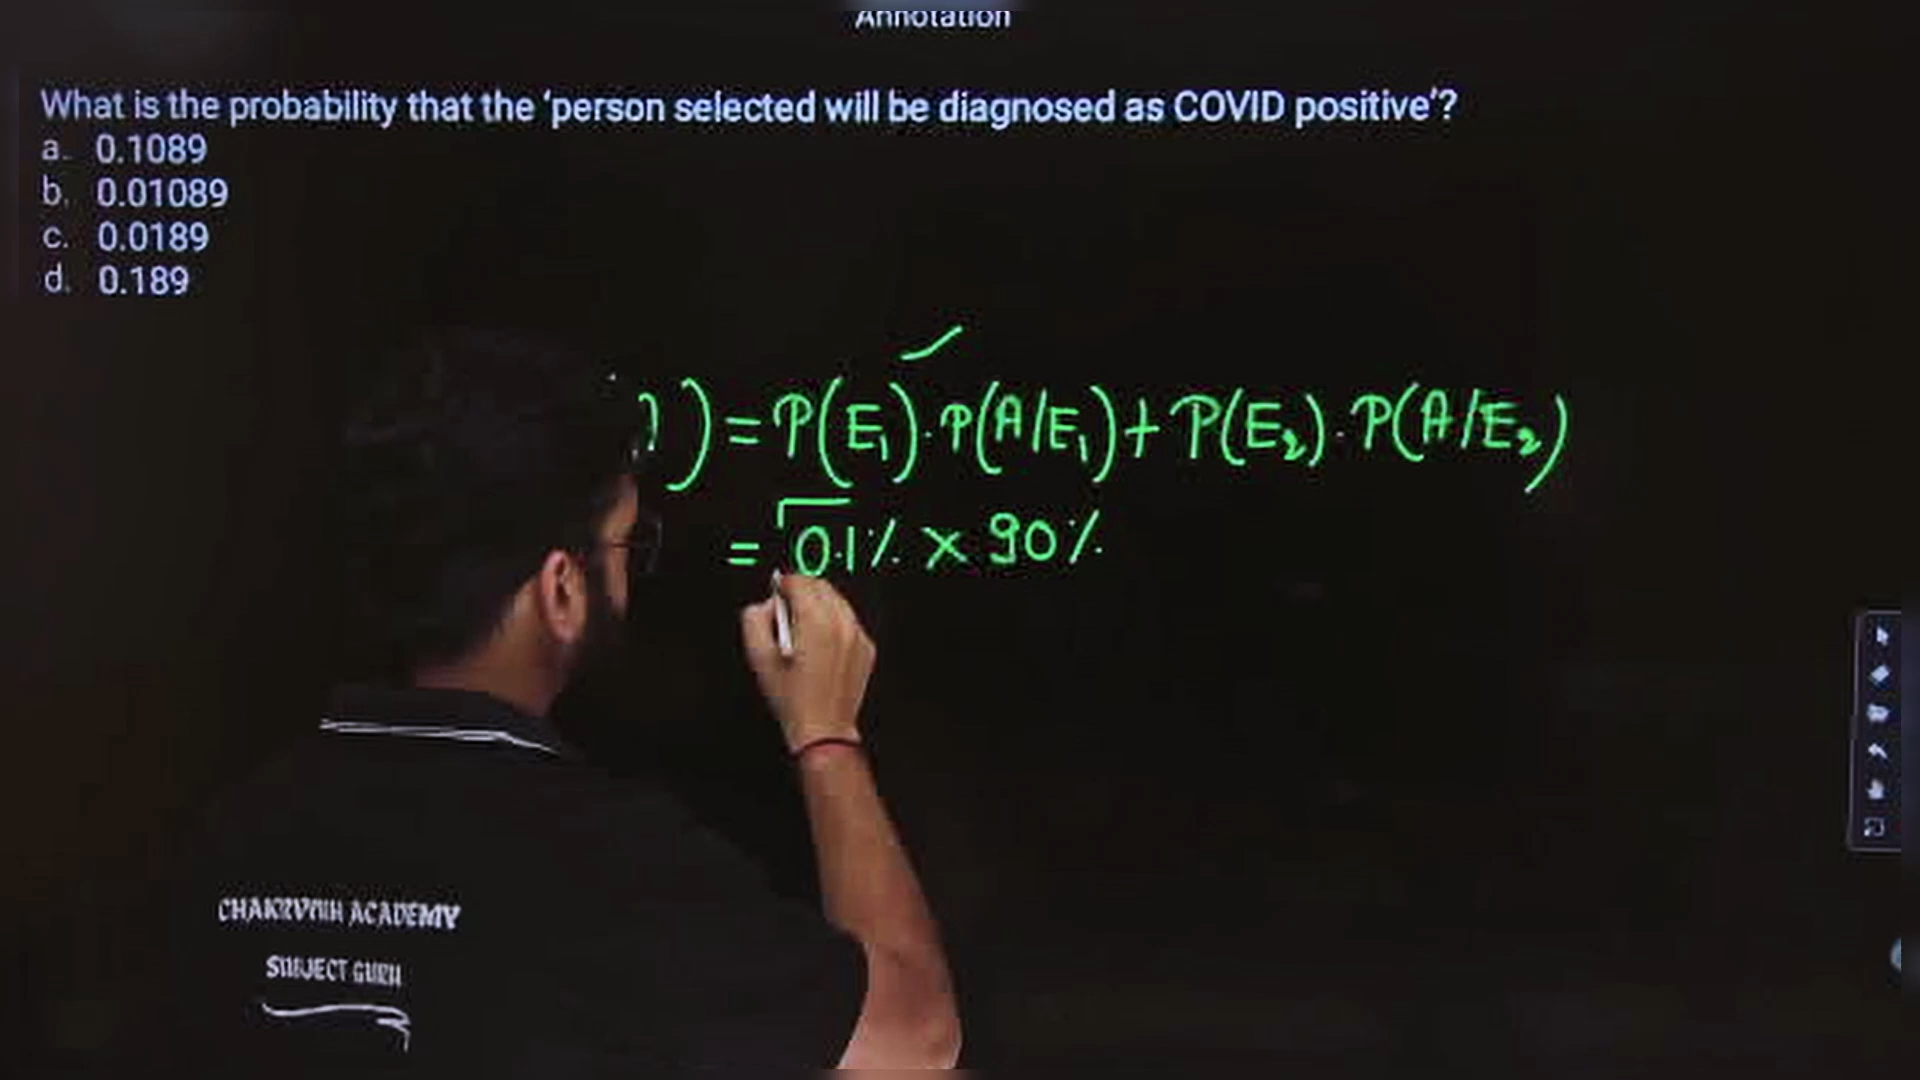 Annotation
What is the probability that the ‘person selected will be diagnosed as COVID positive’?
a. 0.1089
b. 0.01089
c. 0.0189
d. 0.189
) = P(E₁)·P(A/E₁)+P(E₂)·P(A/E₂)
= 0.1% × 90%
ACADEMY
SUBJECT GURU